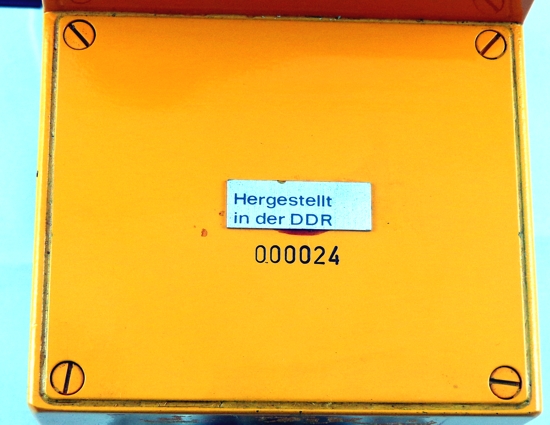 Hergestellt
in der DDR
000024